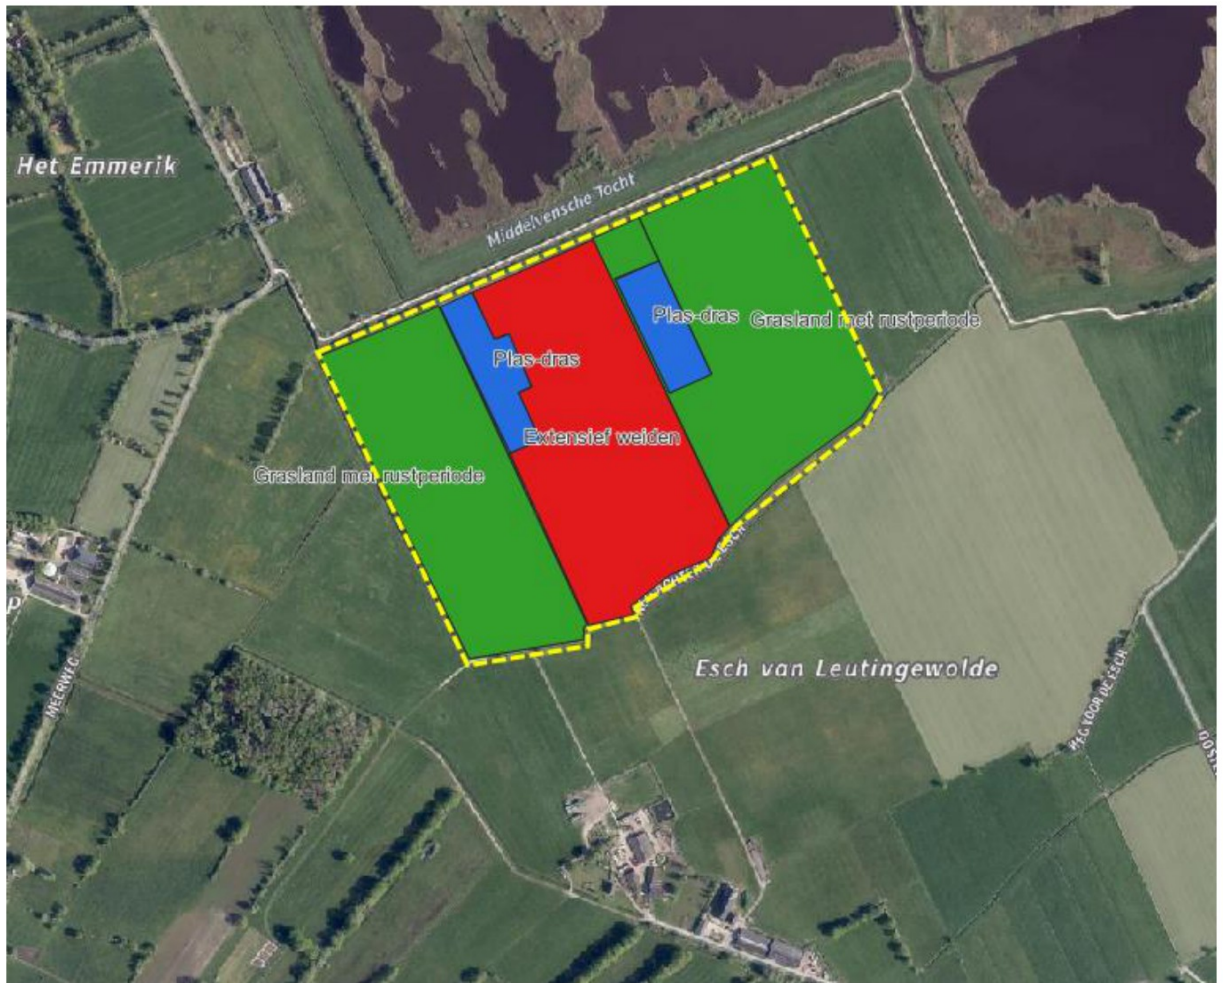 Het Emmerik
Middelvensche Tocht
Plas-dras
Grasland met rustperiode
Plas-dras
Extensief weiden
Grasland met rustperiode
Esch van Leutingewolde
MEERWEG
PEG VOOR DE ESCH